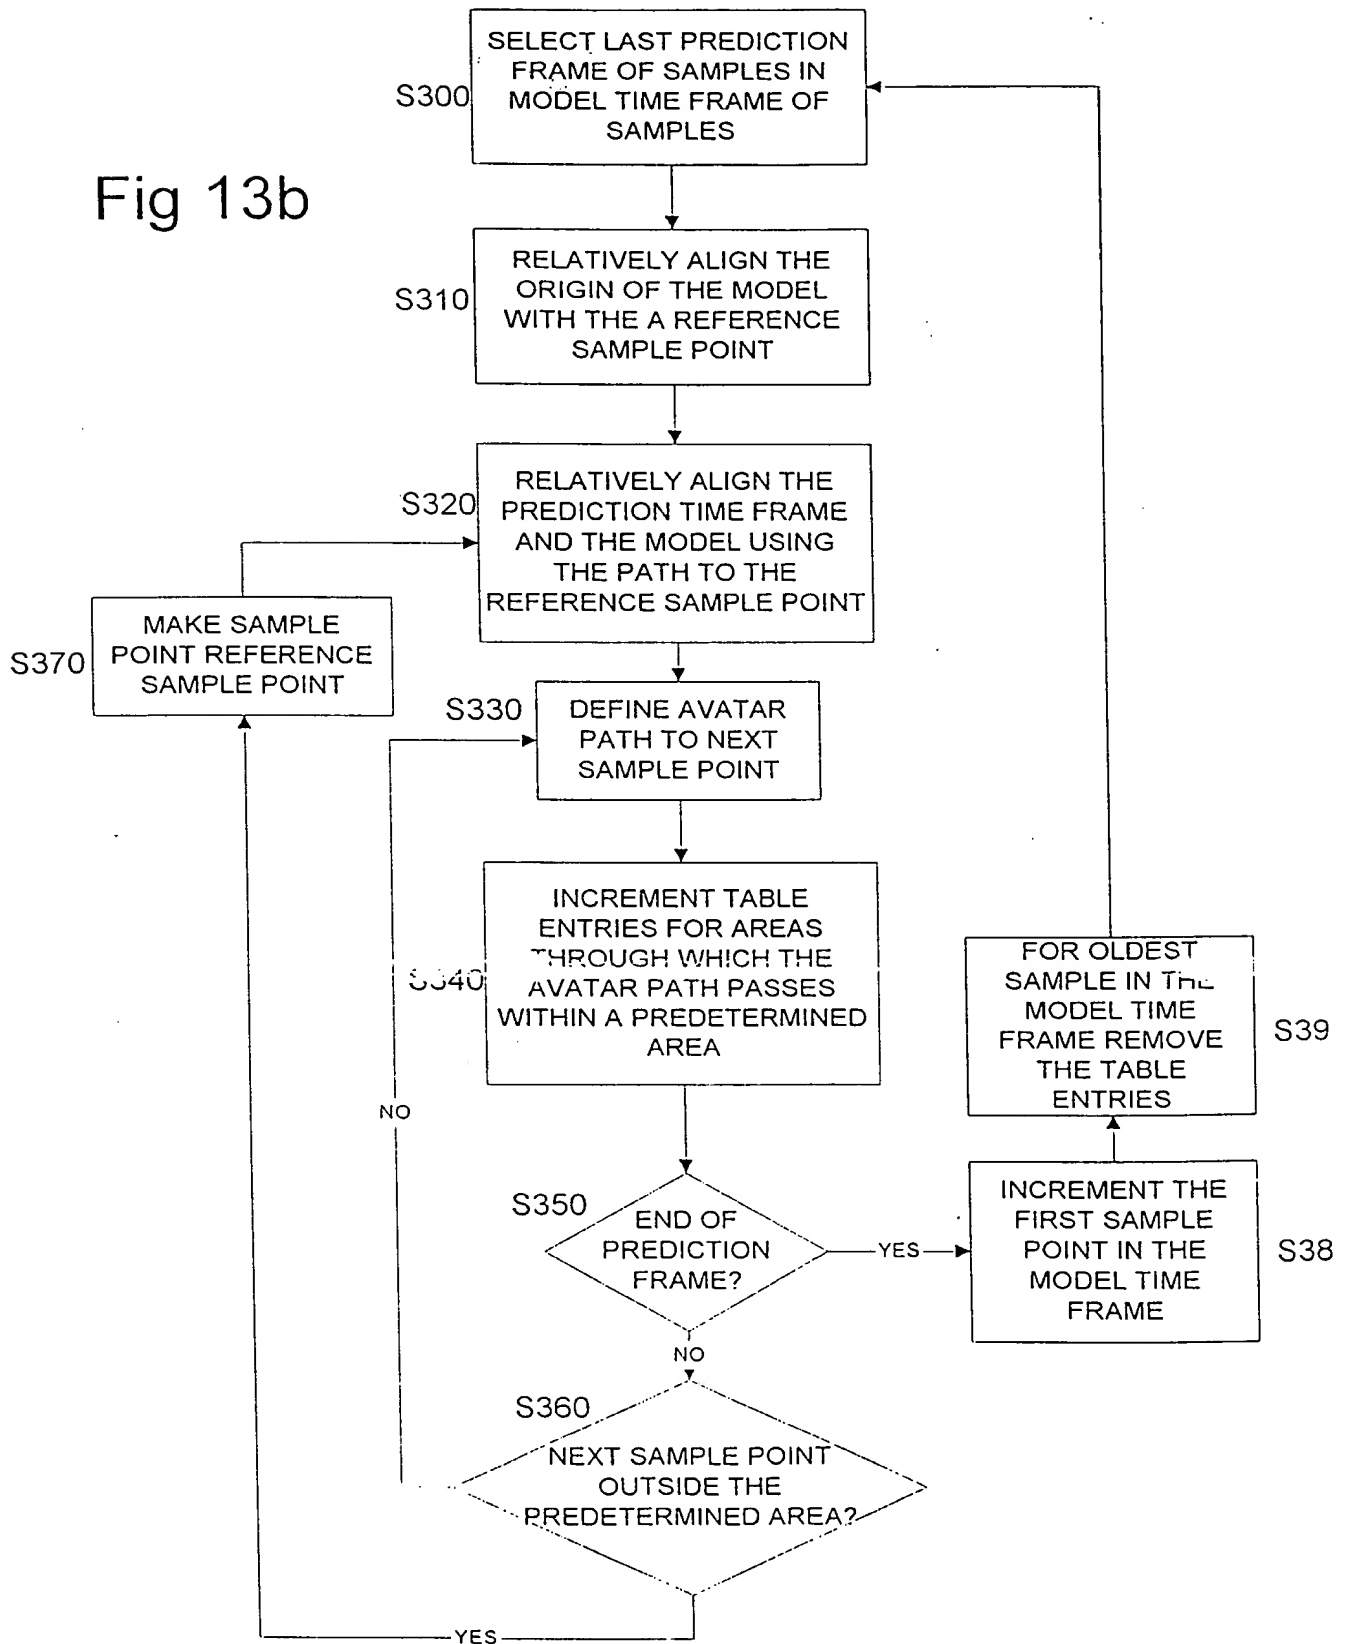 SELECT LAST PREDICTION
FRAME OF SAMPLES IN
MODEL TIME FRAME OF
SAMPLES
S300
Fig 13b
RELATIVELY ALIGN THE
ORIGIN OF THE MODEL
WITH THE A REFERENCE
SAMPLE POINT
S310
RELATIVELY ALIGN THE
PREDICTION TIME FRAME
AND THE MODEL USING
THE PATH TO THE
REFERENCE SAMPLE POINT
S320
MAKE SAMPLE
POINT REFERENCE
SAMPLE POINT
S370
S330
DEFINE AVATAR
PATH TO NEXT
SAMPLE POINT
INCREMENT TABLE
ENTRIES FOR AREAS
THROUGH WHICH THE
AVATAR PATH PASSES
WITHIN A PREDETERMINED
AREA
S340
FOR OLDEST
SAMPLE IN THE
MODEL TIME
FRAME REMOVE
THE TABLE
ENTRIES
S39
NO
S350
END OF
PREDICTION
FRAME?
YES
INCREMENT THE
FIRST SAMPLE
POINT IN THE
MODEL TIME
FRAME
S38
NO
S360
NEXT SAMPLE POINT
OUTSIDE THE
PREDETERMINED AREA?
YES